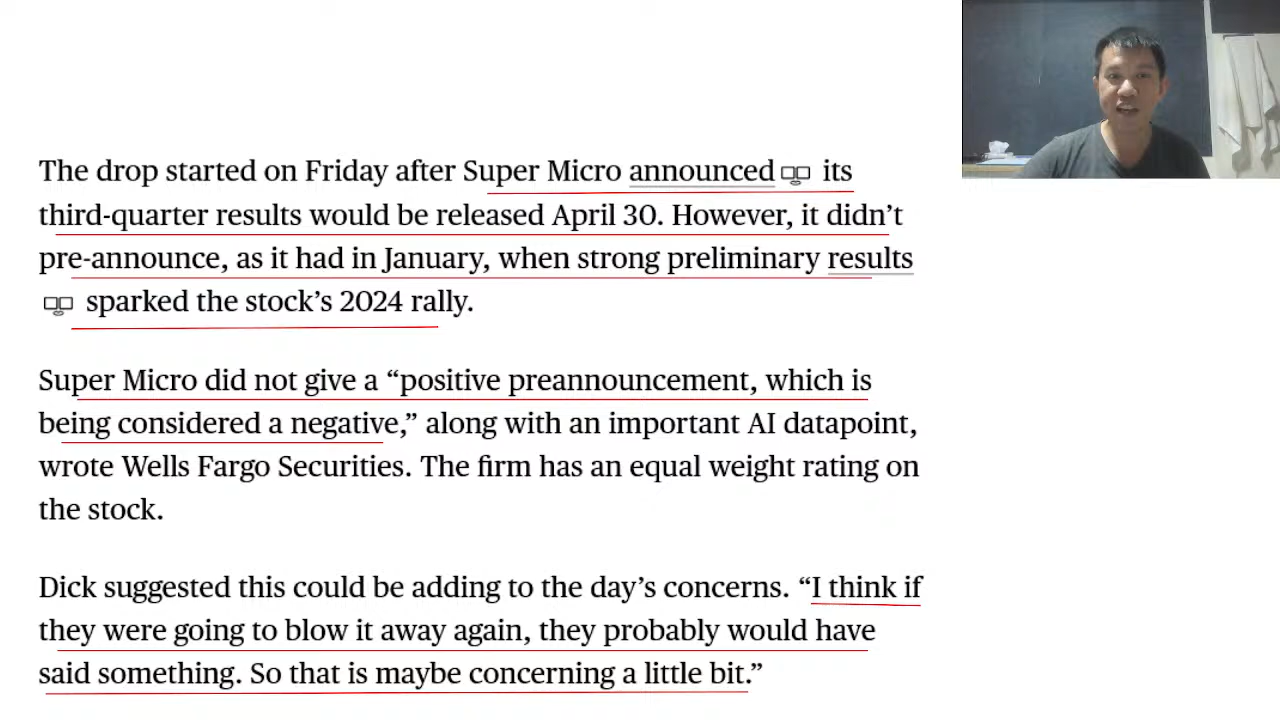 The drop started on Friday after Super Micro announced its
third-quarter results would be released April 30. However, it didn’t
pre-announce, as it had in January, when strong preliminary results
sparked the stock’s 2024 rally.
Super Micro did not give a “positive preannouncement, which is
being considered a negative,” along with an important AI datapoint,
wrote Wells Fargo Securities. The firm has an equal weight rating on
the stock.
Dick suggested this could be adding to the day’s concerns. “I think if
they were going to blow it away again, they probably would have
said something. So that is maybe concerning a little bit.”